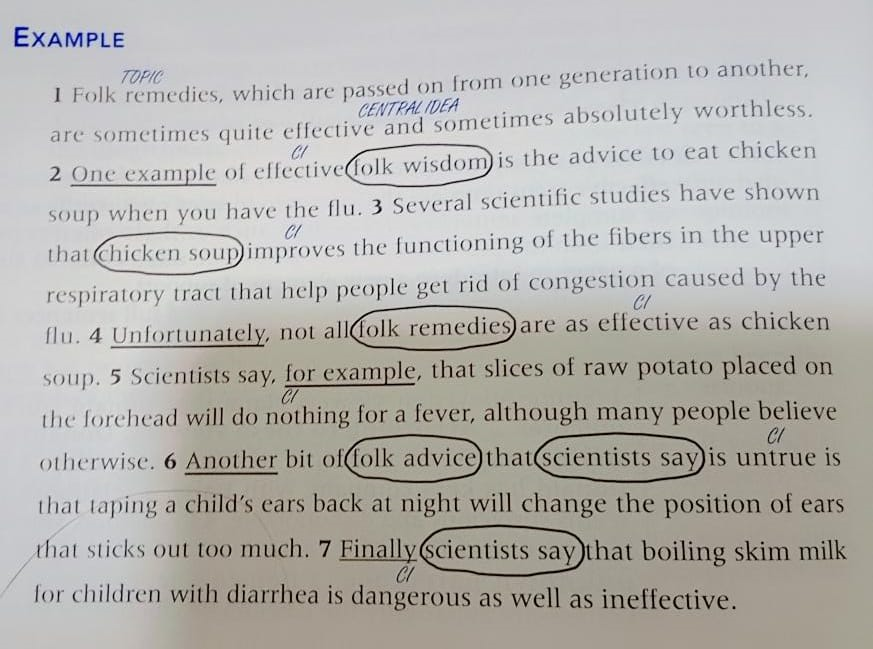 EXAMPLE
TOPIC
1 Folk remedies, which are passed on from one generation to another,
CENTRAL IDEA
are sometimes quite effective and sometimes absolutely worthless.
CI
2 One example of effective folk wisdom is the advice to eat chicken
soup when you have the flu. 3 Several scientific studies have shown
CI
that chicken soup improves the functioning of the fibers in the upper
respiratory tract that help people get rid of congestion caused by the
CI
flu. 4 Unfortunately, not all folk remedies are as effective as chicken
soup. 5 Scientists say, for example, that slices of raw potato placed on
CI
the forehead will do nothing for a fever, although many people believe
CI
otherwise. 6 Another bit of folk advice that scientists say is untrue is
that taping a child's ears back at night will change the position of ears
that sticks out too much. 7 Finally scientists say that boiling skim milk
CI
for children with diarrhea is dangerous as well as ineffective.